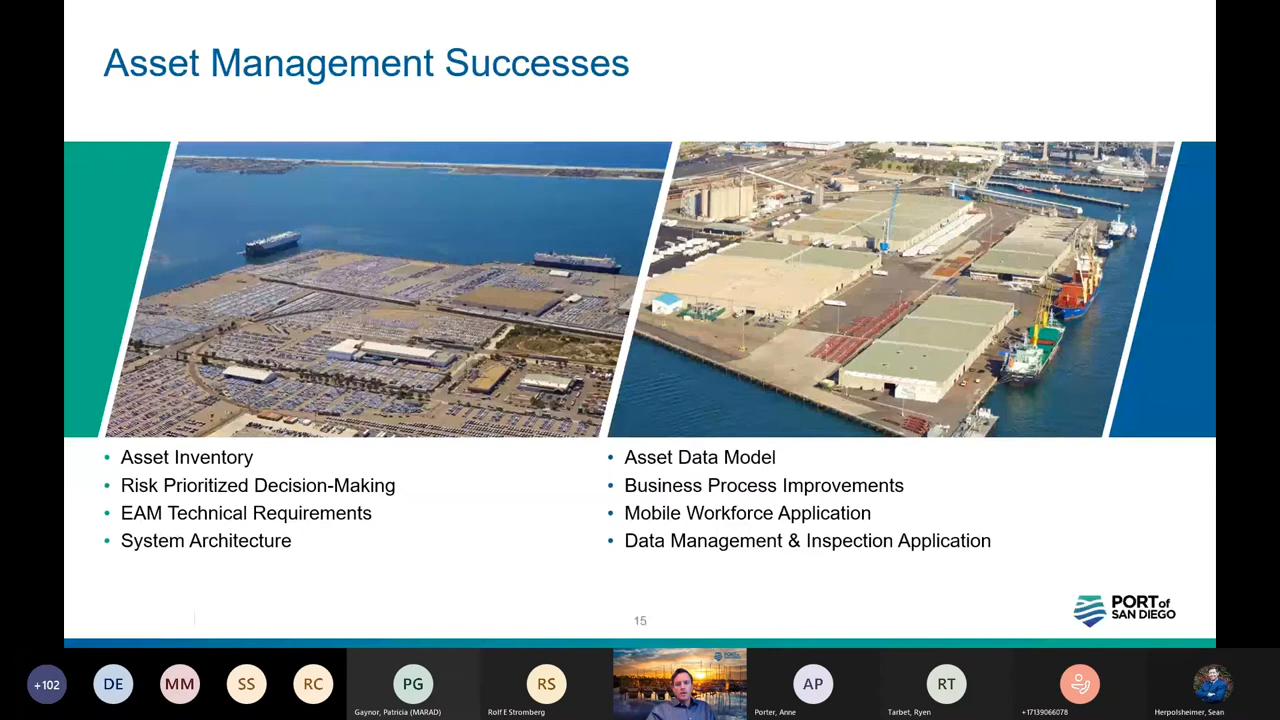 Asset Management Successes
• Asset Inventory
• Risk Prioritized Decision-Making
• EAM Technical Requirements
• System Architecture
• Asset Data Model
• Business Process Improvements
• Mobile Workforce Application
• Data Management & Inspection Application
15
PORT of
SAN DIEGO
+102
DE
MM
SS
RC
PG
Gaynor, Patricia (MARAD)
RS
Rolf E Stromberg
AP
Porter, Anne
RT
Tarbet, Ryen
+17139066078
Herpolsheimer, Sean